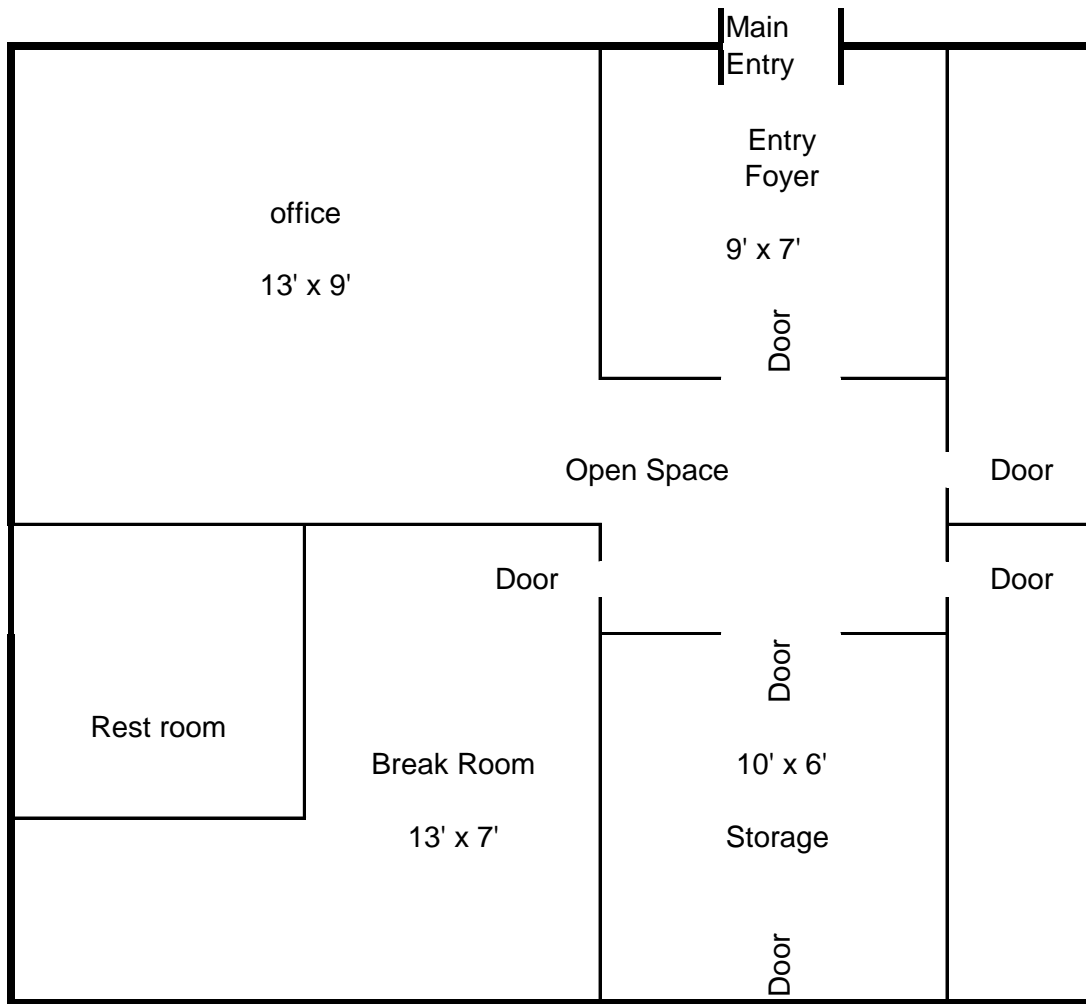 Main
Entry
Entry
Foyer
office
9' x 7'
13' x 9'
Door
Open Space
Door
Door
Door
Door
Rest room
Break Room
10' x 6'
13' x 7'
Storage
Door